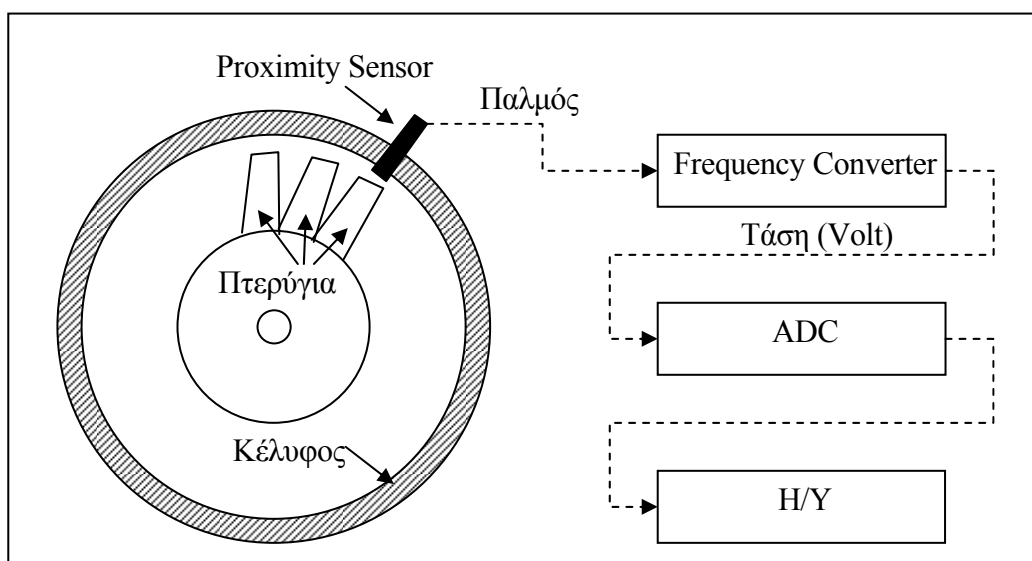 Proximity Sensor
Παλμός
Frequency Converter
Τάση (Volt)
Πτερύγια
ADC
Κέλυφος
Η/Υ